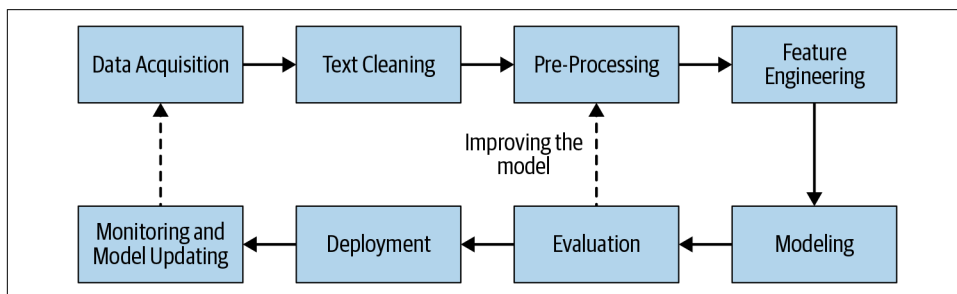 Data Acquisition
Text Cleaning
Pre-Processing
Feature
Engineering
Improving the
model
Monitoring and
Model Updating
Deployment
Evaluation
Modeling